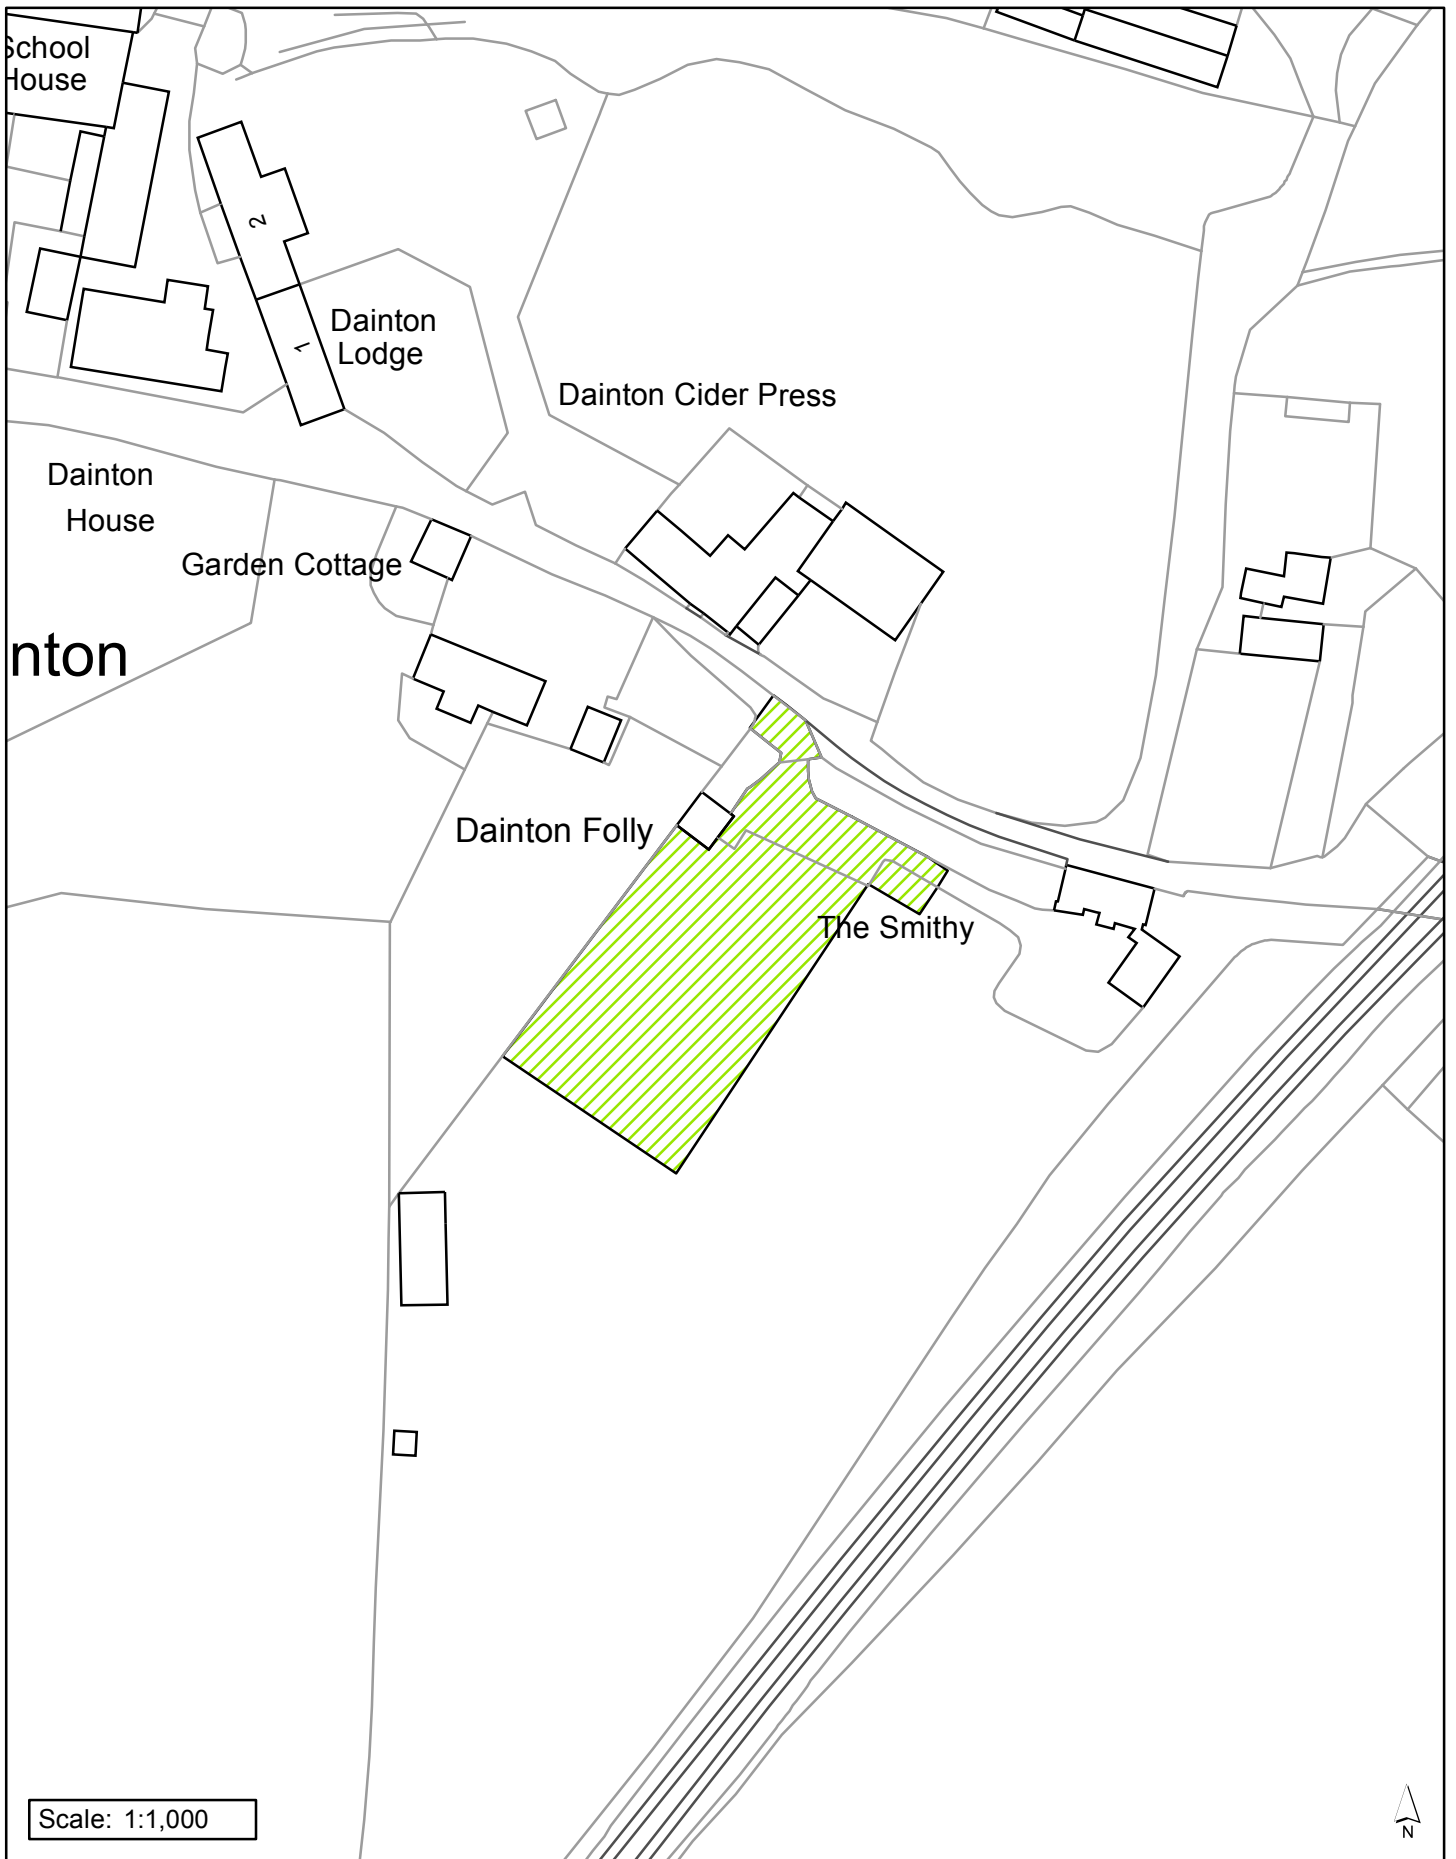 School
House
2
1
Dainton
Lodge
Dainton Cider Press
Dainton
House
Garden Cottage
nton
Dainton Folly
The Smithy
Scale: 1:1,000
N